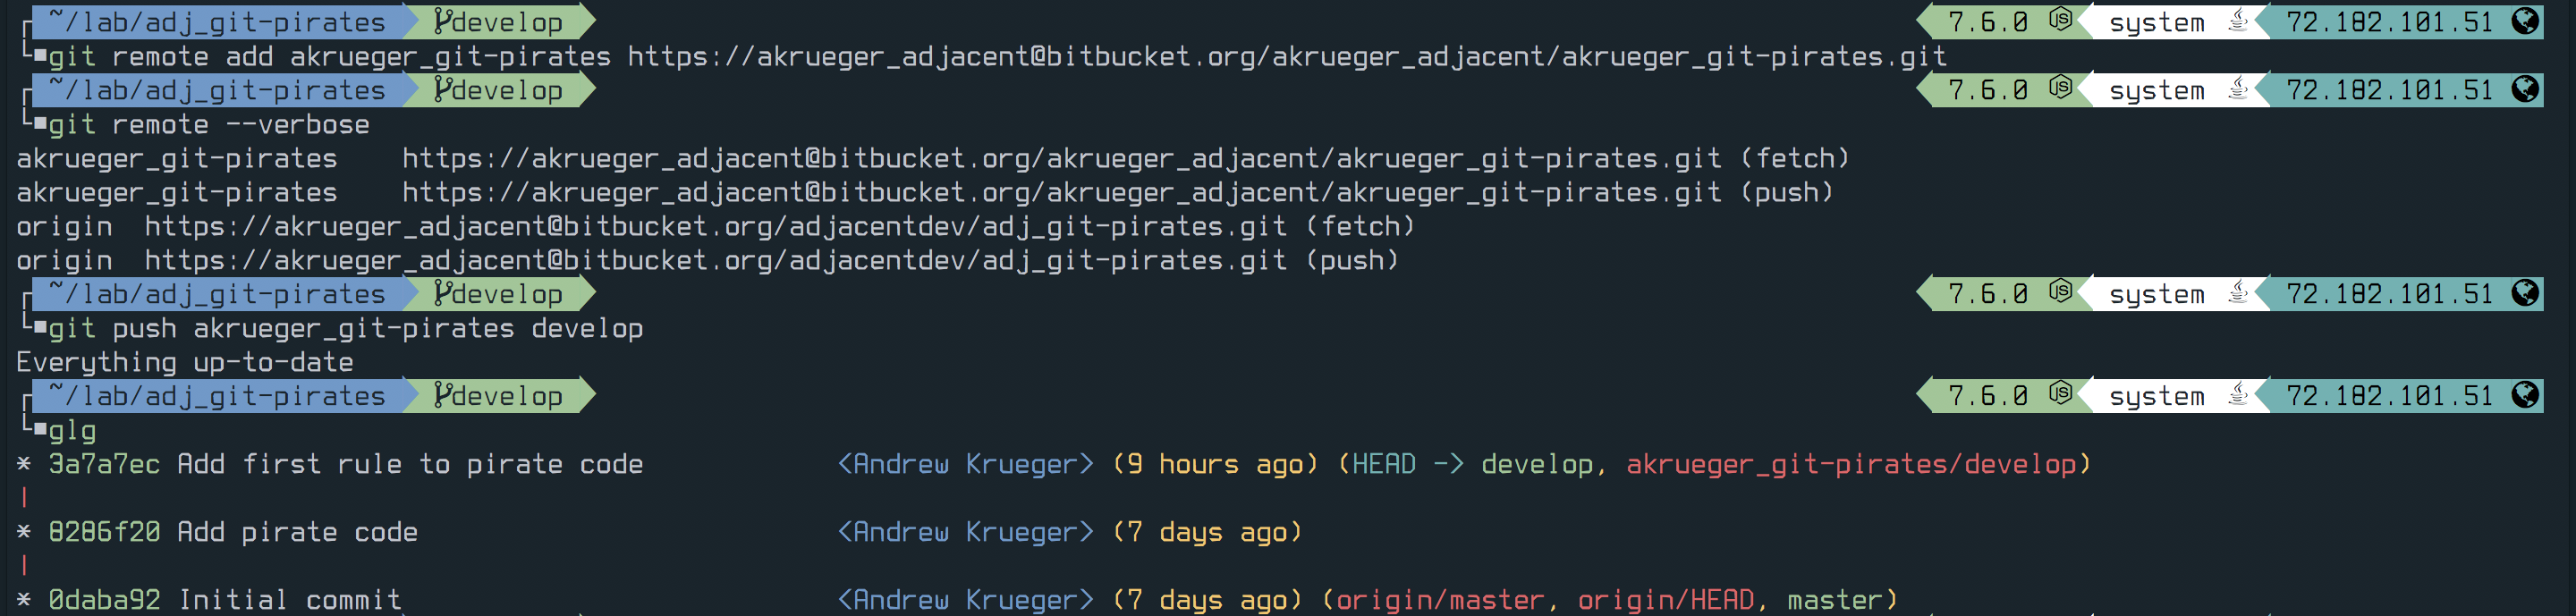 ~/lab/adj_git-pirates develop 7.6.0 system 72.182.101.51
git remote add akrueger_git-pirates https://akrueger_adjacent@bitbucket.org/akrueger_adjacent/akrueger_git-pirates.git
~/lab/adj_git-pirates develop 7.6.0 system 72.182.101.51
git remote --verbose
akrueger_git-pirates https://akrueger_adjacent@bitbucket.org/akrueger_adjacent/akrueger_git-pirates.git (fetch)
akrueger_git-pirates https://akrueger_adjacent@bitbucket.org/akrueger_adjacent/akrueger_git-pirates.git (push)
origin https://akrueger_adjacent@bitbucket.org/adjacentdev/adj_git-pirates.git (fetch)
origin https://akrueger_adjacent@bitbucket.org/adjacentdev/adj_git-pirates.git (push)
~/lab/adj_git-pirates develop 7.6.0 system 72.182.101.51
git push akrueger_git-pirates develop
Everything up-to-date
~/lab/adj_git-pirates develop 7.6.0 system 72.182.101.51
glg
* 3a7a7ec Add first rule to pirate code <Andrew Krueger> (9 hours ago) (HEAD -> develop, akrueger_git-pirates/develop)
|
* 8286f20 Add pirate code <Andrew Krueger> (7 days ago)
|
* 0daba92 Initial commit <Andrew Krueger> (7 days ago) (origin/master, origin/HEAD, master)